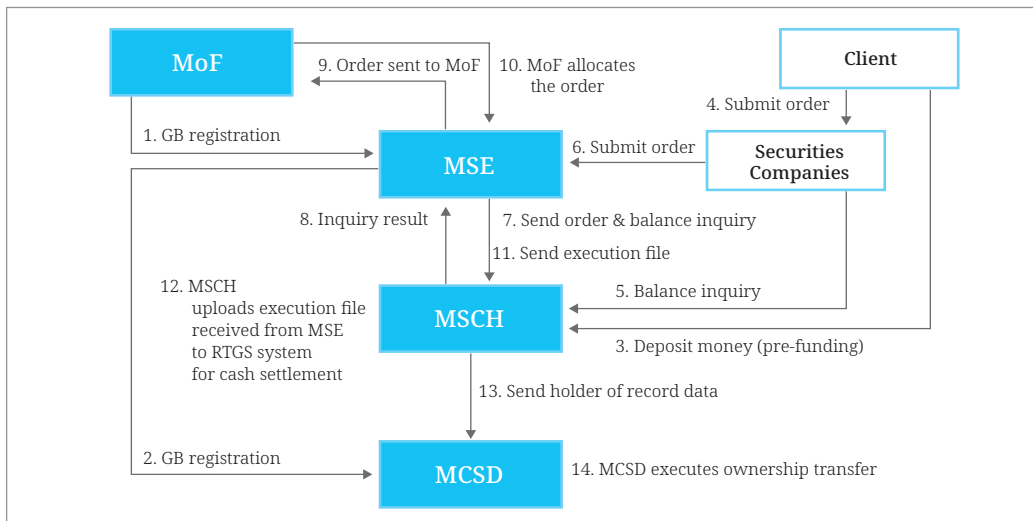 MoF
9. Order sent to MoF
10. MoF allocates
the order
Client
1. GB registration
4. Submit order
MSE
6. Submit order
Securities
Companies
8. Inquiry result
7. Send order & balance inquiry
11. Send execution file
12. MSCH
uploads execution file
received from MSE
to RTGS system
for cash settlement
MSCH
5. Balance inquiry
3. Deposit money (pre-funding)
13. Send holder of record data
2. GB registration
MCSD
14. MCSD executes ownership transfer